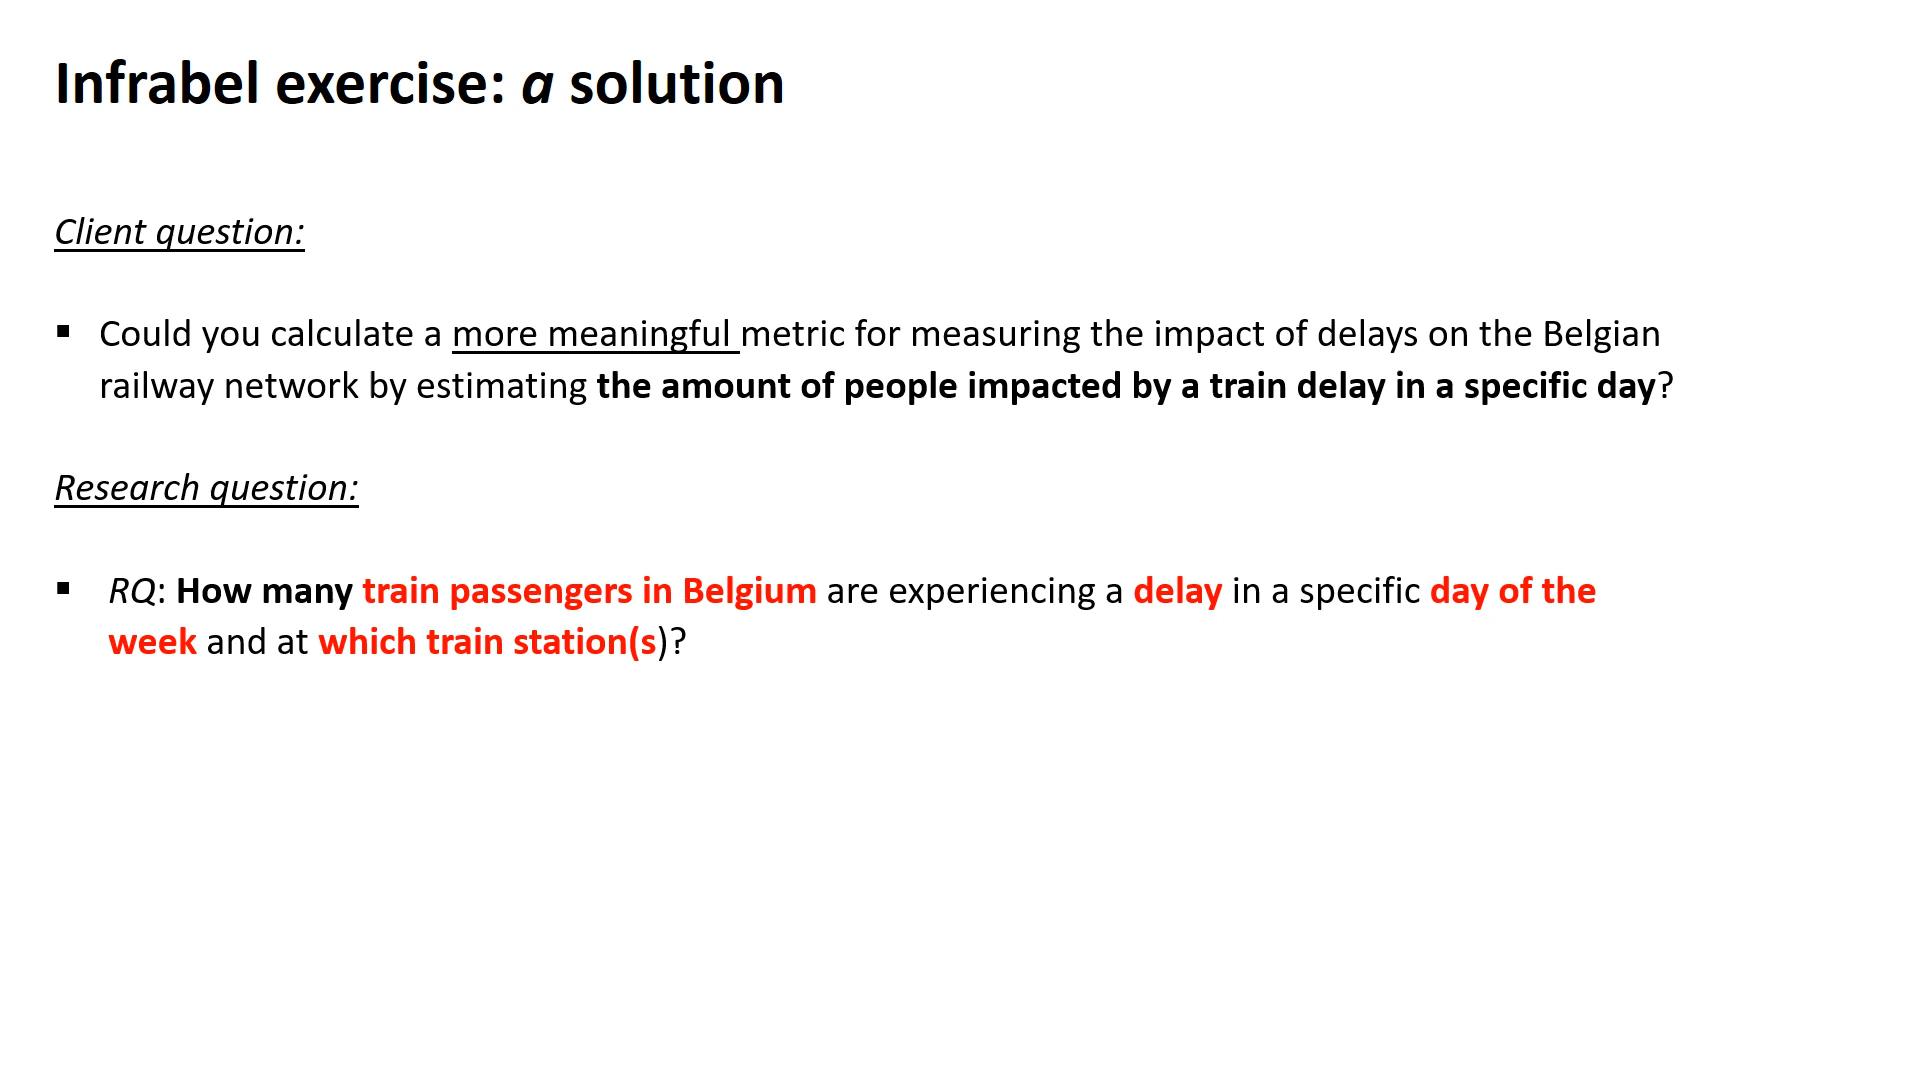 Infrabel exercise: a solution
Client question:
▪ Could you calculate a more meaningful metric for measuring the impact of delays on the Belgian
railway network by estimating the amount of people impacted by a train delay in a specific day?
Research question:
▪ RQ: How many train passengers in Belgium are experiencing a delay in a specific day of the
week and at which train station(s)?